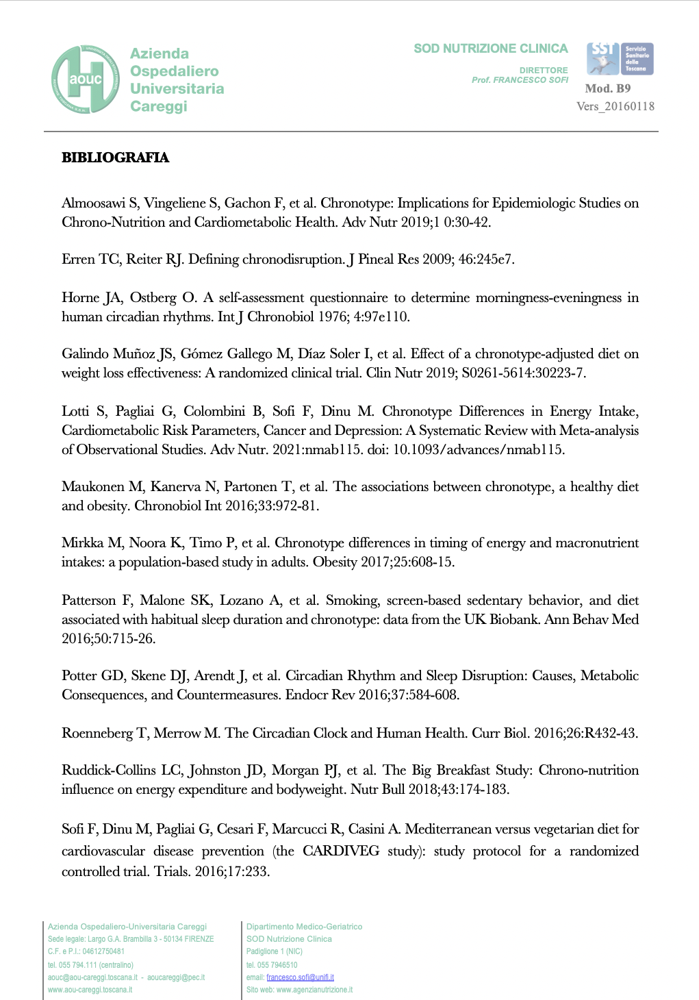 Azienda
Ospedaliero
Universitaria
Careggi
aouc
SOD NUTRIZIONE CLINICA
DIRETTORE
Prof. FRANCESCO SOFI
SST
Servizio
Sanitario
della
Toscana
Mod. B9
Vers_20160118
BIBLIOGRAFIA
Almoosawi S, Vingeliene S, Gachon F, et al. Chronotype: Implications for Epidemiologic Studies on
Chrono-Nutrition and Cardiometabolic Health. Adv Nutr 2019;1 0:30-42.
Erren TC, Reiter RJ. Defining chronodisruption. J Pineal Res 2009; 46:245e7.
Horne JA, Ostberg O. A self-assessment questionnaire to determine morningness-eveningness in
human circadian rhythms. Int J Chronobiol 1976; 4:97e110.
Galindo Muñoz JS, Gómez Gallego M, Díaz Soler I, et al. Effect of a chronotype-adjusted diet on
weight loss effectiveness: A randomized clinical trial. Clin Nutr 2019; S0261-5614:30223-7.
Lotti S, Pagliai G, Colombini B, Sofi F, Dinu M. Chronotype Differences in Energy Intake,
Cardiometabolic Risk Parameters, Cancer and Depression: A Systematic Review with Meta-analysis
of Observational Studies. Adv Nutr. 2021:nmab115. doi: 10.1093/advances/nmab115.
Maukonen M, Kanerva N, Partonen T, et al. The associations between chronotype, a healthy diet
and obesity. Chronobiol Int 2016;33:972-81.
Mirkka M, Noora K, Timo P, et al. Chronotype differences in timing of energy and macronutrient
intakes: a population-based study in adults. Obesity 2017;25:608-15.
Patterson F, Malone SK, Lozano A, et al. Smoking, screen-based sedentary behavior, and diet
associated with habitual sleep duration and chronotype: data from the UK Biobank. Ann Behav Med
2016;50:715-26.
Potter GD, Skene DJ, Arendt J, et al. Circadian Rhythm and Sleep Disruption: Causes, Metabolic
Consequences, and Countermeasures. Endocr Rev 2016;37:584-608.
Roenneberg T, Merrow M. The Circadian Clock and Human Health. Curr Biol. 2016;26:R432-43.
Ruddick-Collins LC, Johnston JD, Morgan PJ, et al. The Big Breakfast Study: Chrono-nutrition
influence on energy expenditure and bodyweight. Nutr Bull 2018;43:174-183.
Sofi F, Dinu M, Pagliai G, Cesari F, Marcucci R, Casini A. Mediterranean versus vegetarian diet for
cardiovascular disease prevention (the CARDIVEG study): study protocol for a randomized
controlled trial. Trials. 2016;17:233.
Azienda Ospedaliero-Universitaria Careggi
Sede legale: Largo G.A. Brambilla 3 - 50134 FIRENZE
C.F. e P.I.: 04612750481
tel. 055 794.111 (centralino)
aouc@aou-careggi.toscana.it - aoucareggi@pec.it
www.aou-careggi.toscana.it
Dipartimento Medico-Geriatrico
SOD Nutrizione Clinica
Padiglione 1 (NIC)
tel. 055 7946510
email: francesco.sofi@unifi.it
Sito web: www.agenzianutrizione.it